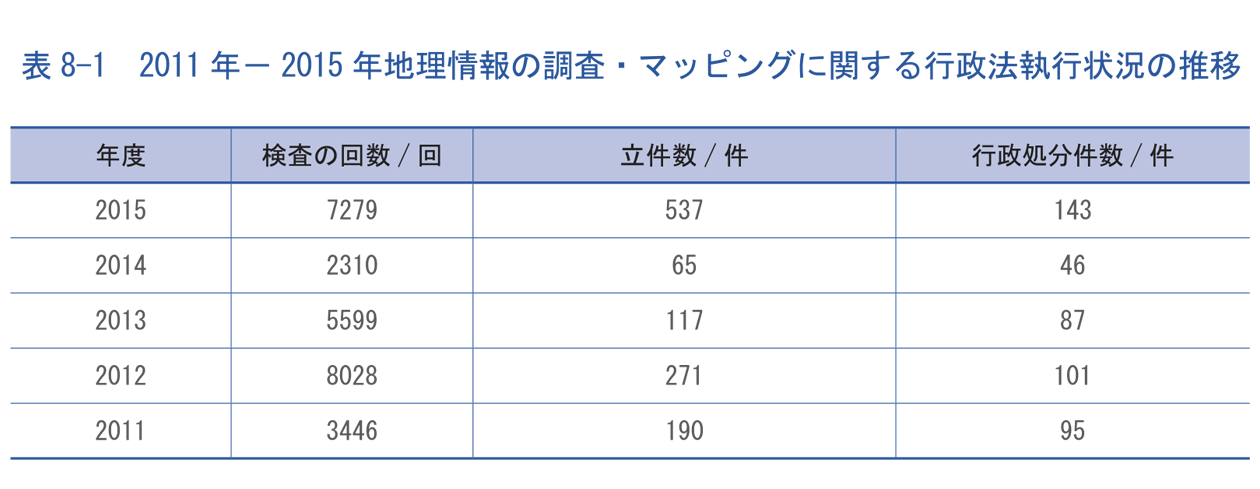 表 8-1　2011 年－ 2015 年地理情報の調査・マッピングに関する行政法執行状況の推移
年度 検査の回数 / 回 立件数 / 件 行政処分件数 / 件
2015 7279 537 143
2014 2310 65 46
2013 5599 117 87
2012 8028 271 101
2011 3446 190 95